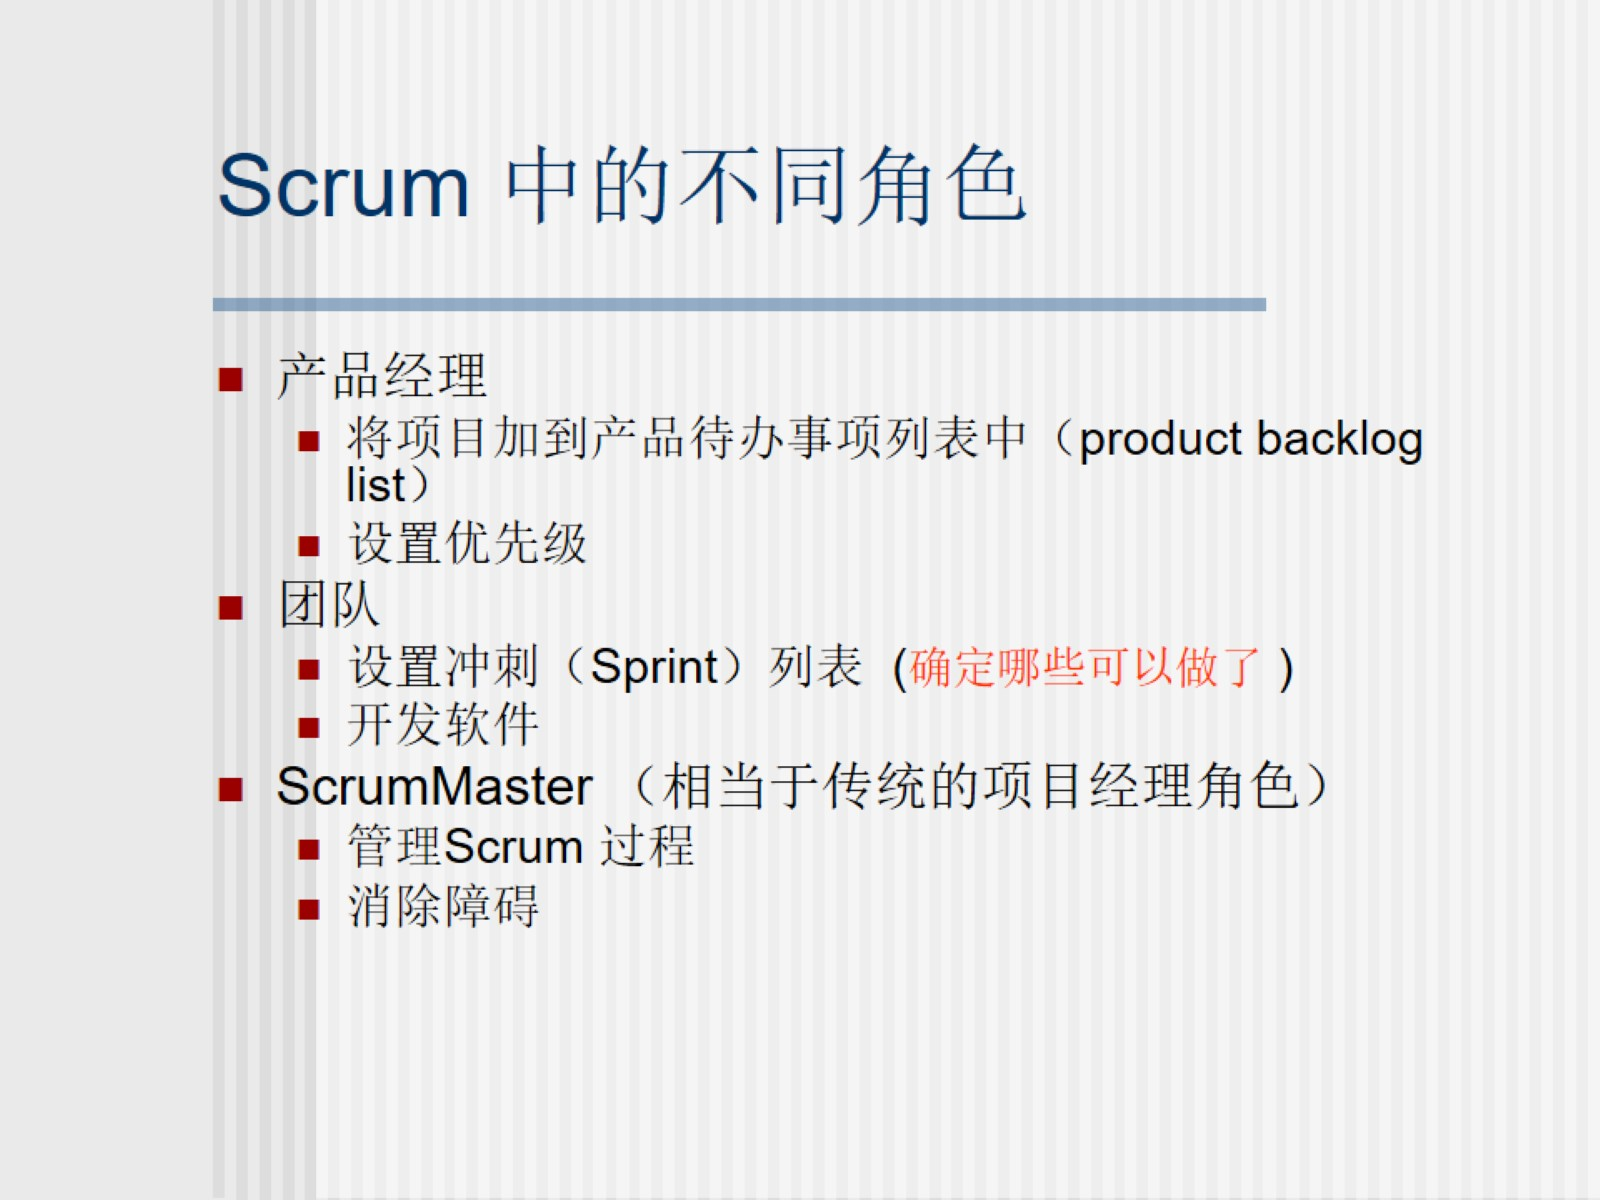 Scrum 中的不同角色
产品经理
将项目加到产品待办事项列表中（product backlog
list）
设置优先级
团队
设置冲刺（Sprint）列表 (确定哪些可以做了 )
开发软件
ScrumMaster （相当于传统的项目经理角色）
管理Scrum 过程
消除障碍